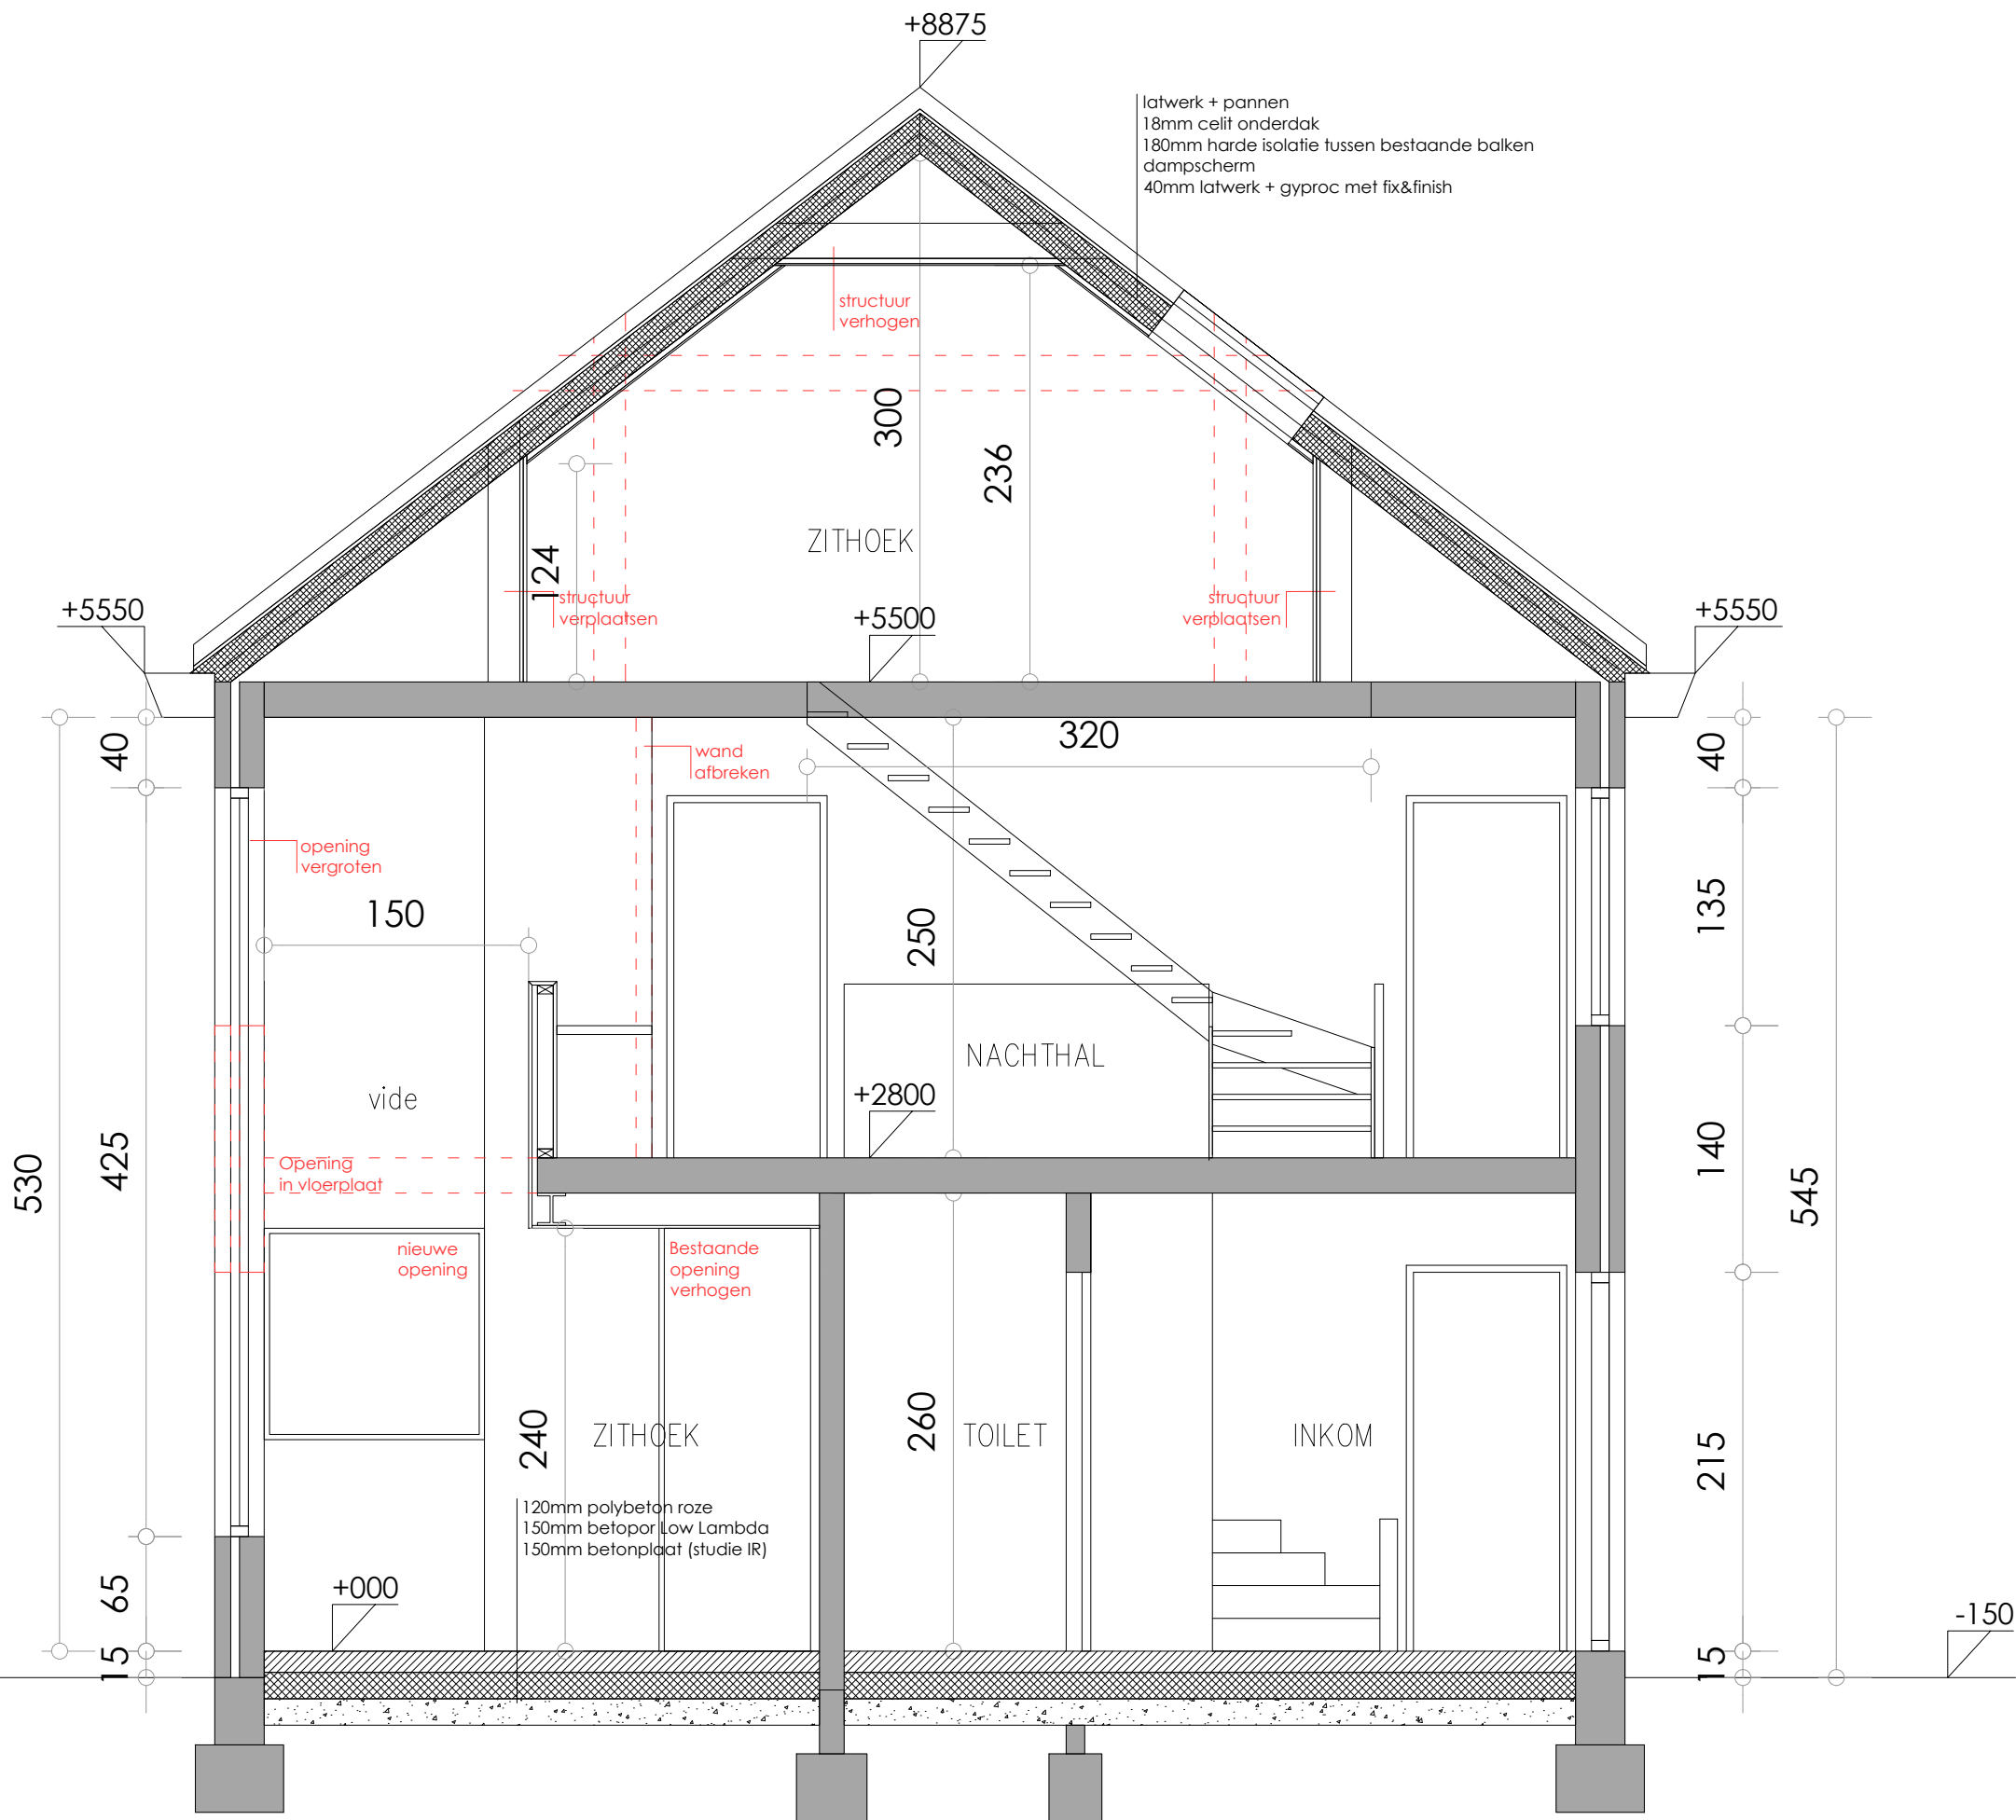 +8875
latwerk + pannen
18mm celit onderdak
180mm harde isolatie tussen bestaande balken
dampscherm
40mm latwerk + gyproc met fix&finish
structuur
verhogen
300
236
ZITHOEK
124
structuur
verplaatsen
structuur
verplaatsen
+5550
+5500
+5550
40
wand
afbreken
320
40
opening
vergroten
150
250
135
NACHTHAL
vide
+2800
530
425
Opening
in vloerplaat
140
545
nieuwe
opening
Bestaande
opening
verhogen
240
ZITHOEK
260
TOILET
INKOM
215
120mm polybeton roze
150mm betopor Low Lambda
150mm betonplaat (studie IR)
65
+000
-150
15
15